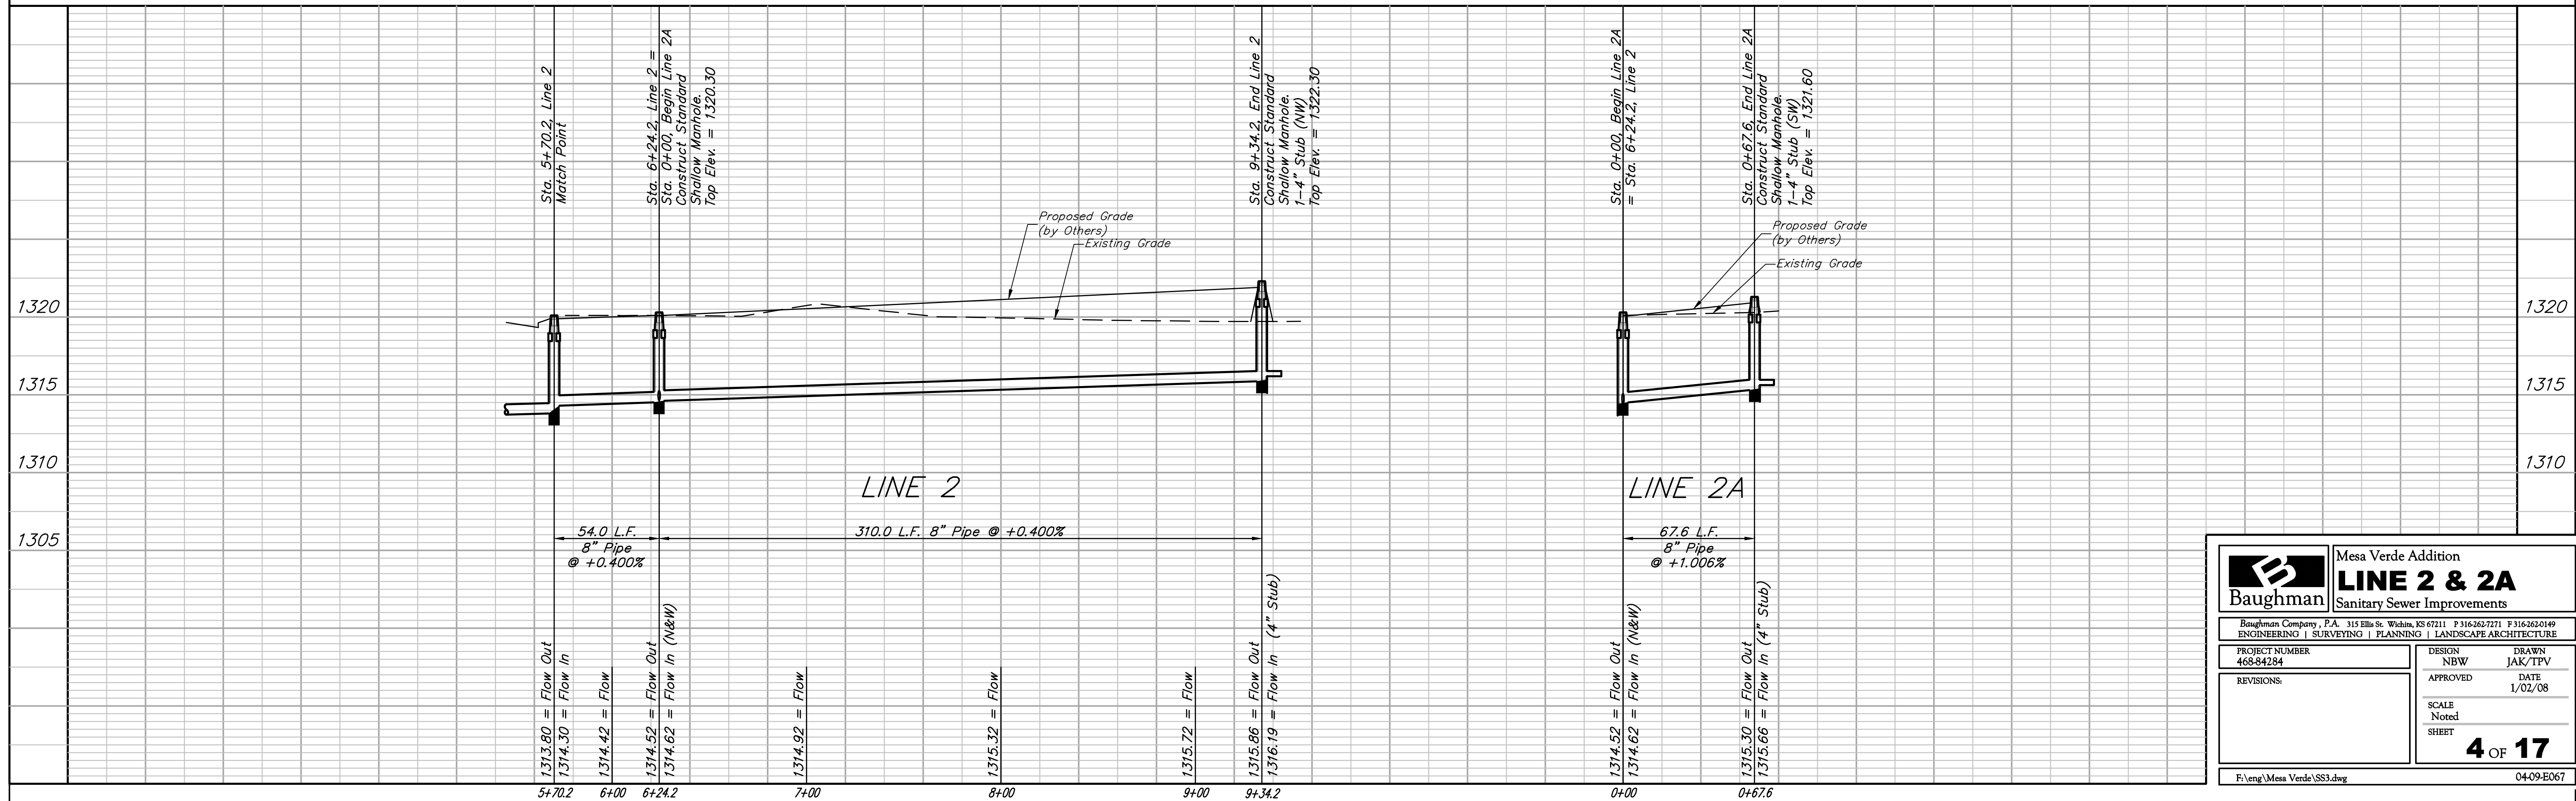 Sta. 5+70.2, Line 2
Match Point
Sta. 6+24.2, Line 2 =
Sta. 0+00, Begin Line 2A
Construct Standard
Shallow Manhole.
Top Elev. = 1320.30
Sta. 9+34.2, End Line 2
Construct Standard
Shallow Manhole.
1-4" Stub (NW)
Top Elev. = 1322.30
Sta. 0+00, Begin Line 2A
= Sta. 6+24.2, Line 2
Sta. 0+67.6, End Line 2A
Construct Standard
Shallow Manhole.
1-4" Stub (SW)
Top Elev. = 1321.60
Proposed Grade
(by Others)
Existing Grade
Proposed Grade
(by Others)
Existing Grade
1320
1315
1310
1305
1320
1315
1310
LINE 2
LINE 2A
54.0 L.F.
8" Pipe
@ +0.400%
310.0 L.F. 8" Pipe @ +0.400%
67.6 L.F.
8" Pipe
@ +1.006%
1313.80 = Flow Out
1314.30 = Flow In
1314.42 = Flow
1314.52 = Flow Out
1314.62 = Flow In (N&W)
1314.92 = Flow
1315.32 = Flow
1315.72 = Flow
1315.86 = Flow Out
1316.19 = Flow In (4" Stub)
1314.52 = Flow Out
1314.62 = Flow In (N&W)
1315.30 = Flow Out
1315.66 = Flow In (4" Stub)
5+70.2
6+00
6+24.2
7+00
8+00
9+00
9+34.2
0+00
0+67.6
B
Baughman
Mesa Verde Addition
LINE 2 & 2A
Sanitary Sewer Improvements
Baughman Company, P.A. 315 Ellis St. Wichita, KS 67211 P 316-262-7271 F 316-262-0149
ENGINEERING | SURVEYING | PLANNING | LANDSCAPE ARCHITECTURE
PROJECT NUMBER
468-84284
REVISIONS:
DESIGN
NBW
DRAWN
JAK/TPV
APPROVED
DATE
1/02/08
SCALE
Noted
SHEET
4 OF 17
F:\eng\Mesa Verde\SS3.dwg
04-09-E067